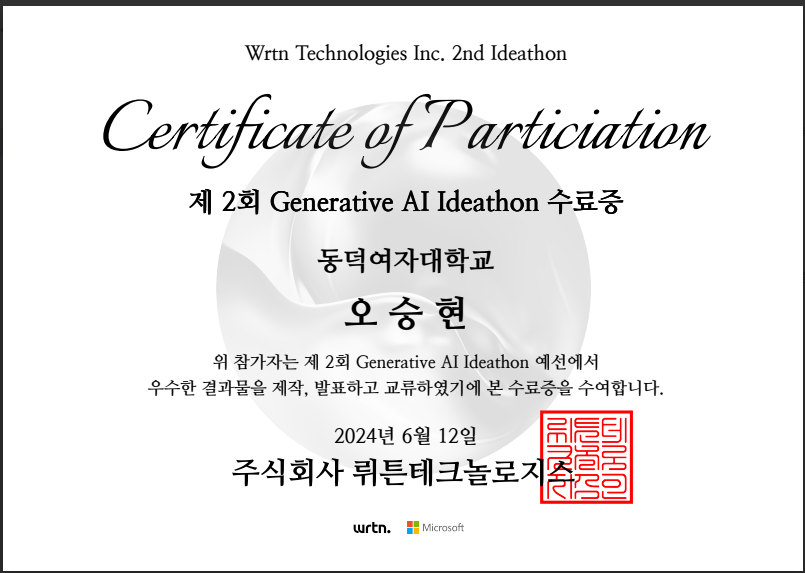 Wrtn Technologies Inc. 2nd Ideathon
Certificate of Particiation
제 2회 Generative AI Ideathon 수료증
동덕여자대학교
오 승 현
위 참가자는 제 2회 Generative AI Ideathon 예선에서
우수한 결과물을 제작, 발표하고 교류하였기에 본 수료증을 수여합니다.
2024년 6월 12일
주식회사 뤼튼테크놀로지스
wrtn. Microsoft